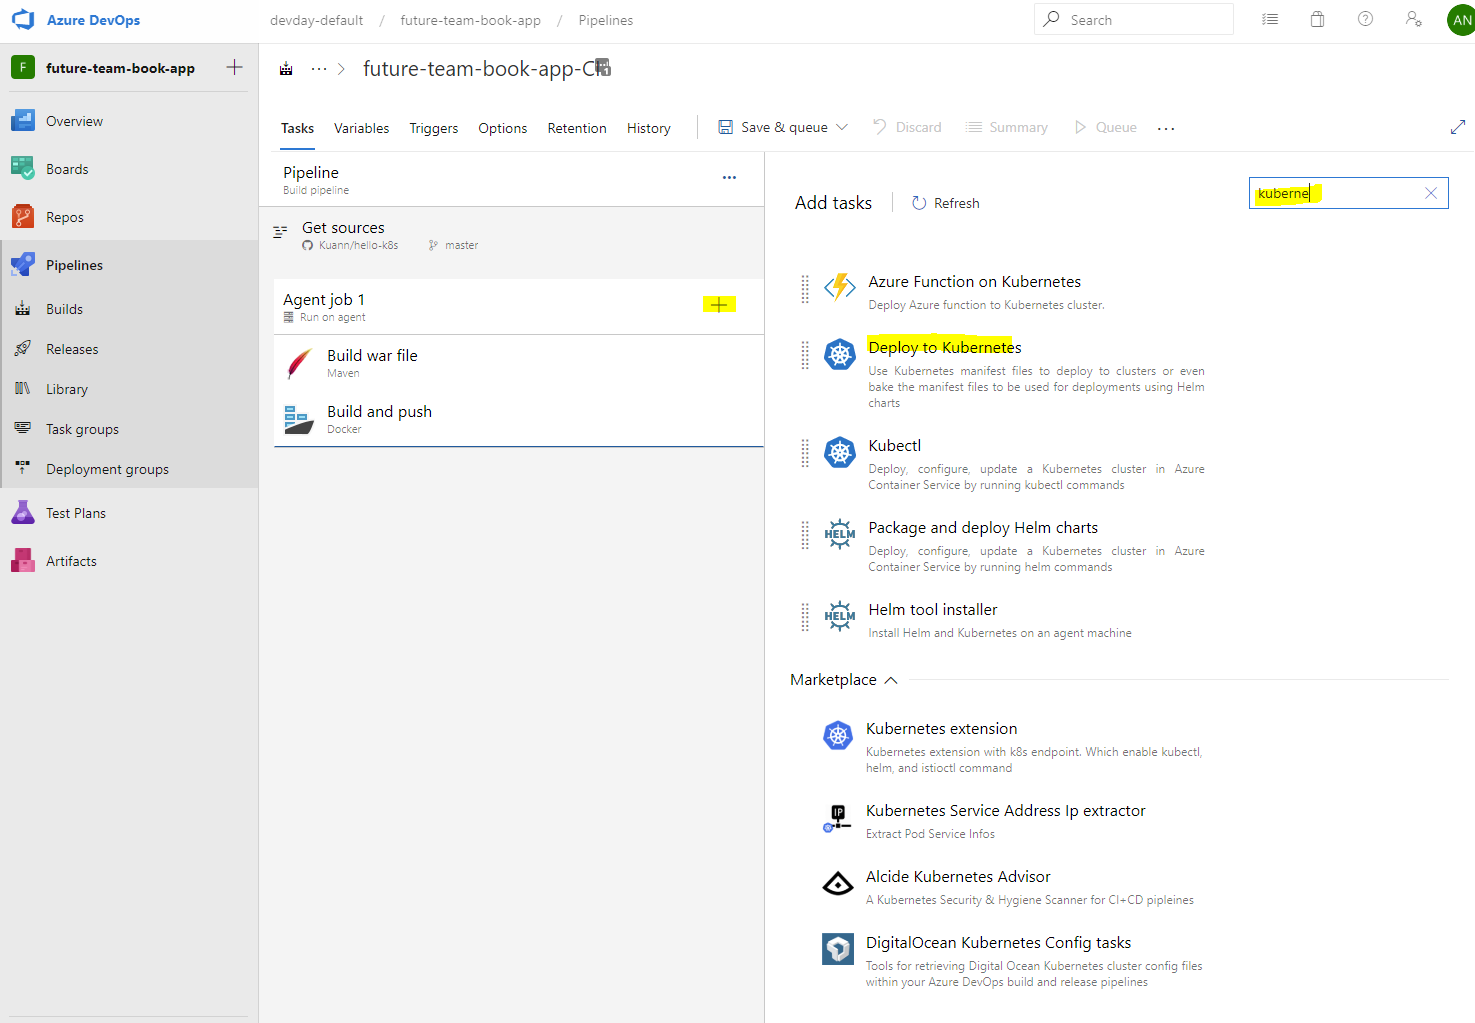 Azure DevOps
devday-default / future-team-book-app / Pipelines
Search
AN
F future-team-book-app
Overview
Boards
Repos
Pipelines
Builds
Releases
Library
Task groups
Deployment groups
Test Plans
Artifacts
future-team-book-app-CI
Tasks Variables Triggers Options Retention History Save & queue Discard Summary Queue
Pipeline
Build pipeline
Get sources
Kuann/hello-k8s master
Agent job 1
Run on agent
Build war file
Maven
Build and push
Docker
Add tasks Refresh
kuberne
Azure Function on Kubernetes
Deploy Azure function to Kubernetes cluster.
Deploy to Kubernetes
Use Kubernetes manifest files to deploy to clusters or even
bake the manifest files to be used for deployments using Helm
charts
Kubectl
Deploy, configure, update a Kubernetes cluster in Azure
Container Service by running kubectl commands
HELM
Package and deploy Helm charts
Deploy, configure, update a Kubernetes cluster in Azure
Container Service by running helm commands
HELM
Helm tool installer
Install Helm and Kubernetes on an agent machine
Marketplace
Kubernetes extension
Kubernetes extension with k8s endpoint. Which enable kubectl,
helm, and istioctl command
IP
Kubernetes Service Address Ip extractor
Extract Pod Service Infos
Alcide Kubernetes Advisor
A Kubernetes Security & Hygiene Scanner for CI+CD pipleines
DigitalOcean Kubernetes Config tasks
Tools for retrieving Digital Ocean Kubernetes cluster config files
within your Azure DevOps build and release pipelines